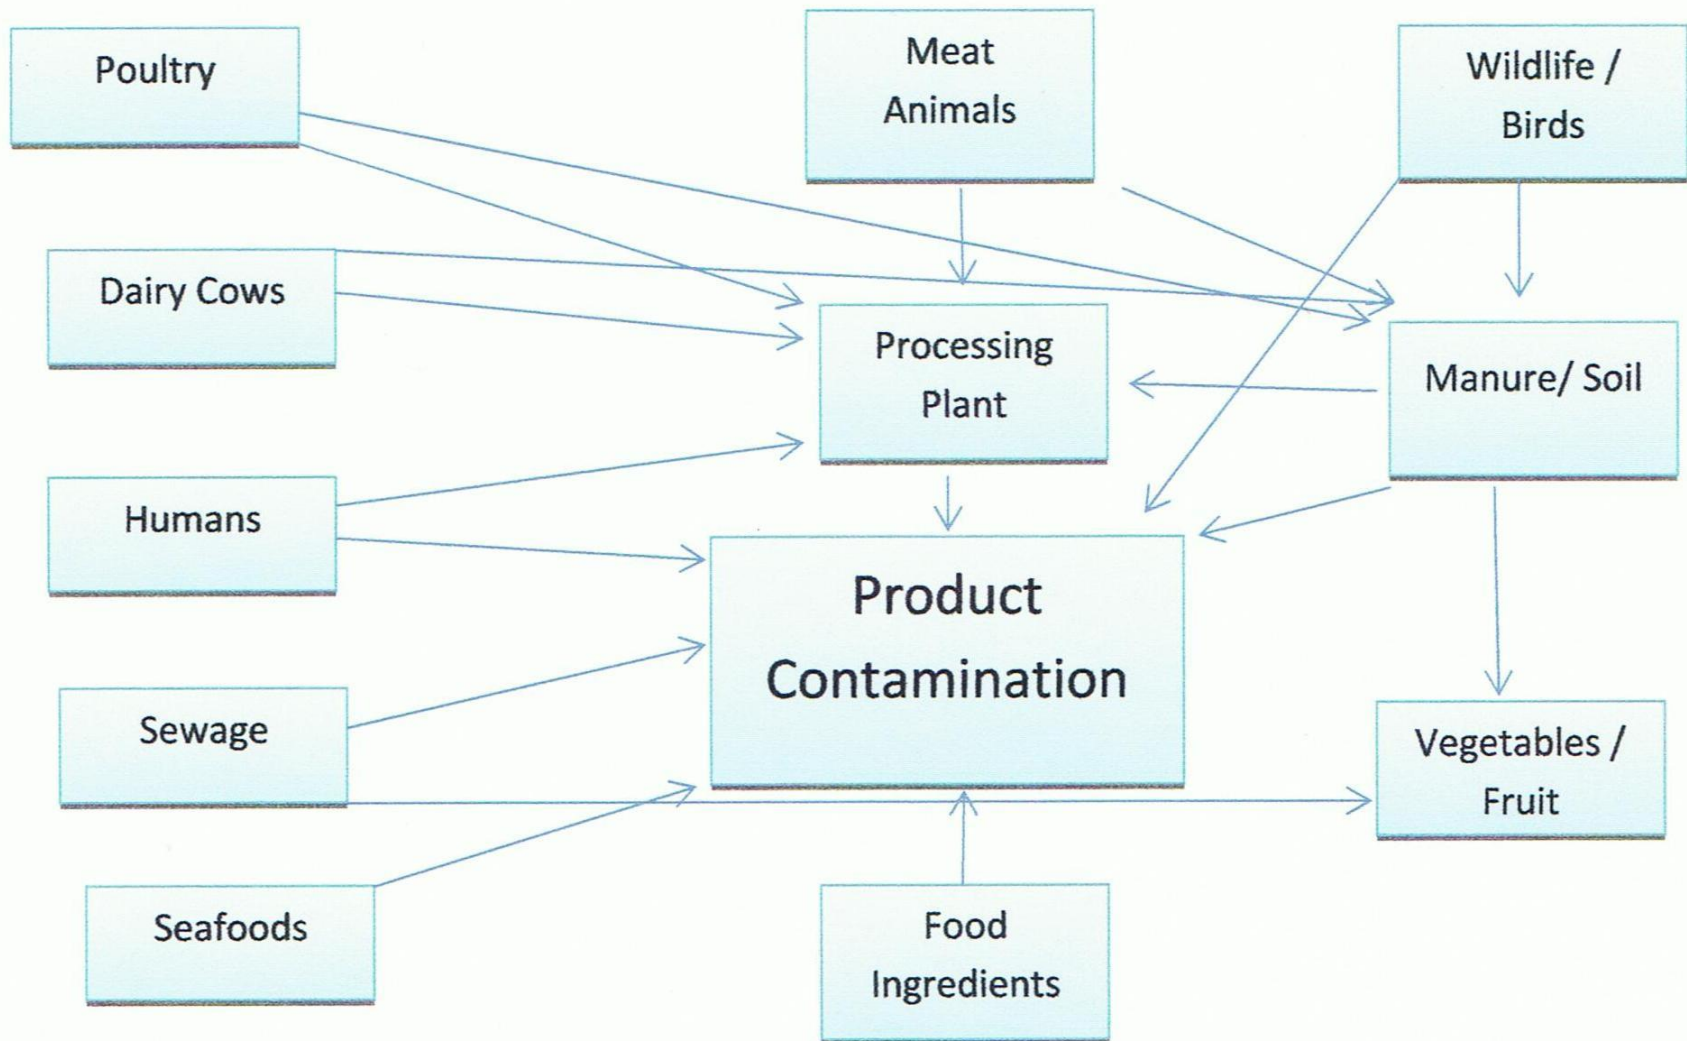 Poultry
Meat
Animals
Wildlife /
Birds
Dairy Cows
Processing
Plant
Manure/ Soil
Humans
Product
Contamination
Sewage
Vegetables /
Fruit
Seafoods
Food
Ingredients